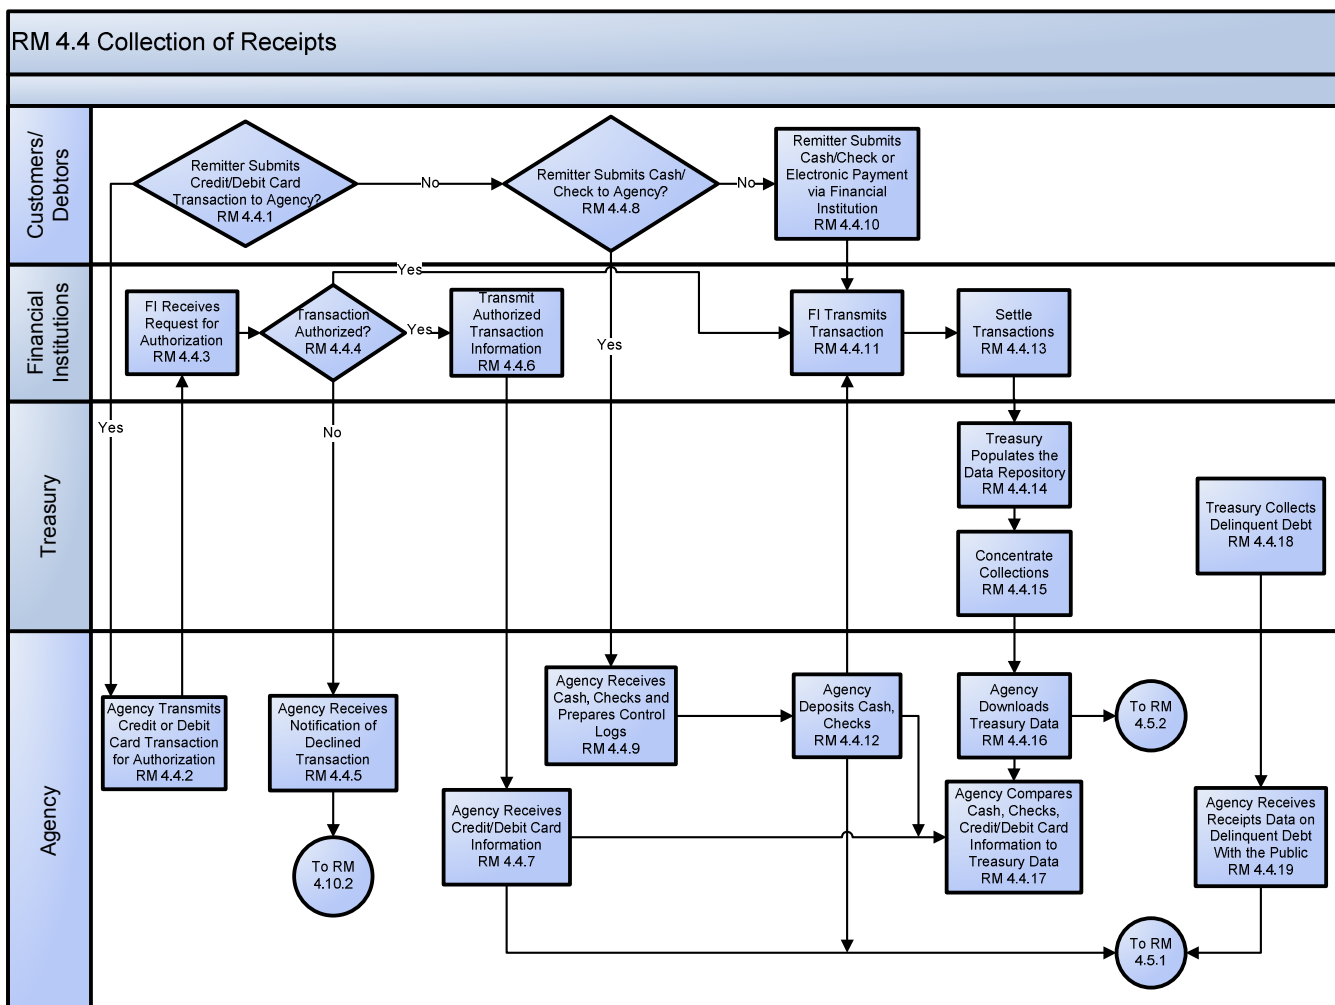 RM 4.4 Collection of Receipts
Customers/
Debtors
Remitter Submits
Credit/Debit Card
Transaction to Agency?
RM 4.4.1
No
Remitter Submits Cash/
Check to Agency?
RM 4.4.8
No
Remitter Submits
Cash/Check or
Electronic Payment
via Financial
Institution
RM 4.4.10
Financial
Institutions
FI Receives
Request for
Authorization
RM 4.4.3
Transaction
Authorized?
RM 4.4.4
Yes
Yes
Transmit
Authorized
Transaction
Information
RM 4.4.6
Yes
FI Transmits
Transaction
RM 4.4.11
Settle
Transactions
RM 4.4.13
Treasury
Yes
No
Treasury
Populates the
Data Repository
RM 4.4.14
Concentrate
Collections
RM 4.4.15
Treasury Collects
Delinquent Debt
RM 4.4.18
Agency
Agency Transmits
Credit or Debit
Card Transaction
for Authorization
RM 4.4.2
Agency Receives
Notification of
Declined
Transaction
RM 4.4.5
To RM
4.10.2
Agency Receives
Credit/Debit Card
Information
RM 4.4.7
Agency Receives
Cash, Checks and
Prepares Control
Logs
RM 4.4.9
Agency
Deposits Cash,
Checks
RM 4.4.12
Agency
Downloads
Treasury Data
RM 4.4.16
To RM
4.5.2
Agency Compares
Cash, Checks,
Credit/Debit Card
Information to
Treasury Data
RM 4.4.17
Agency Receives
Receipts Data on
Delinquent Debt
With the Public
RM 4.4.19
To RM
4.5.1